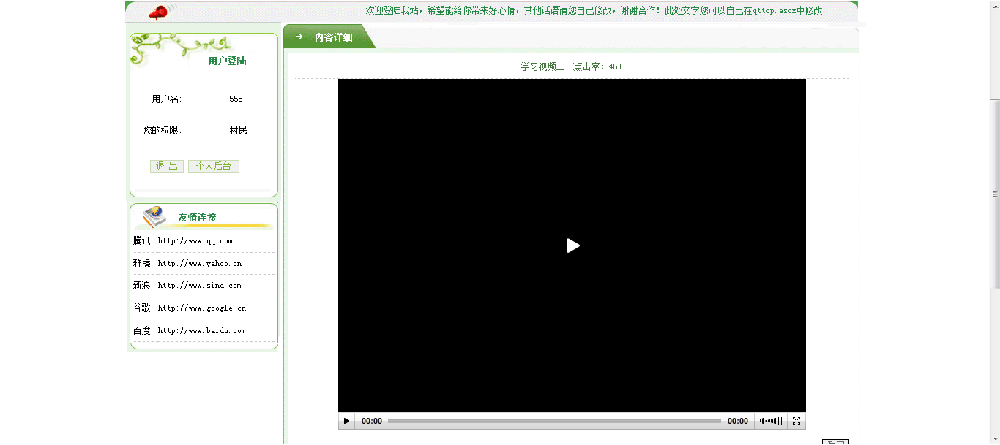 欢迎登陆我站，希望能给你带来好心情，其他话语请您自己修改，谢谢合作！此处文字您可以自己在qttop.ascx中修改
用户登陆
用户名： 555
您的权限： 村民
退 出 个人后台
友情连接
腾讯 http://www.qq.com
雅虎 http://www.yahoo.cn
新浪 http://www.sina.com
谷歌 http://www.google.cn
百度 http://www.baidu.com
内容详细
学习视频二（点击率：46）
00:00 00:00